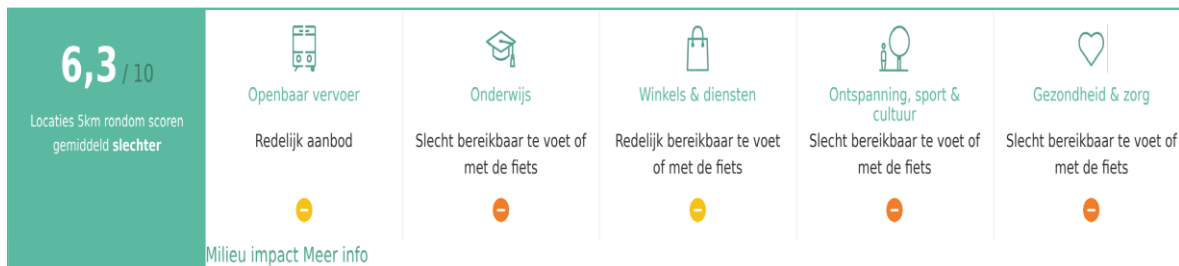 6,3 / 10
Locaties 5km rondom scoren
gemiddeld slechter
Openbaar vervoer
Redelijk aanbod
Onderwijs
Slecht bereikbaar te voet of
met de fiets
Winkels & diensten
Redelijk bereikbaar te voet
of met de fiets
Ontspanning, sport &
cultuur
Slecht bereikbaar te voet of
met de fiets
Gezondheid & zorg
Slecht bereikbaar te voet of
met de fiets
Milieu impact Meer info